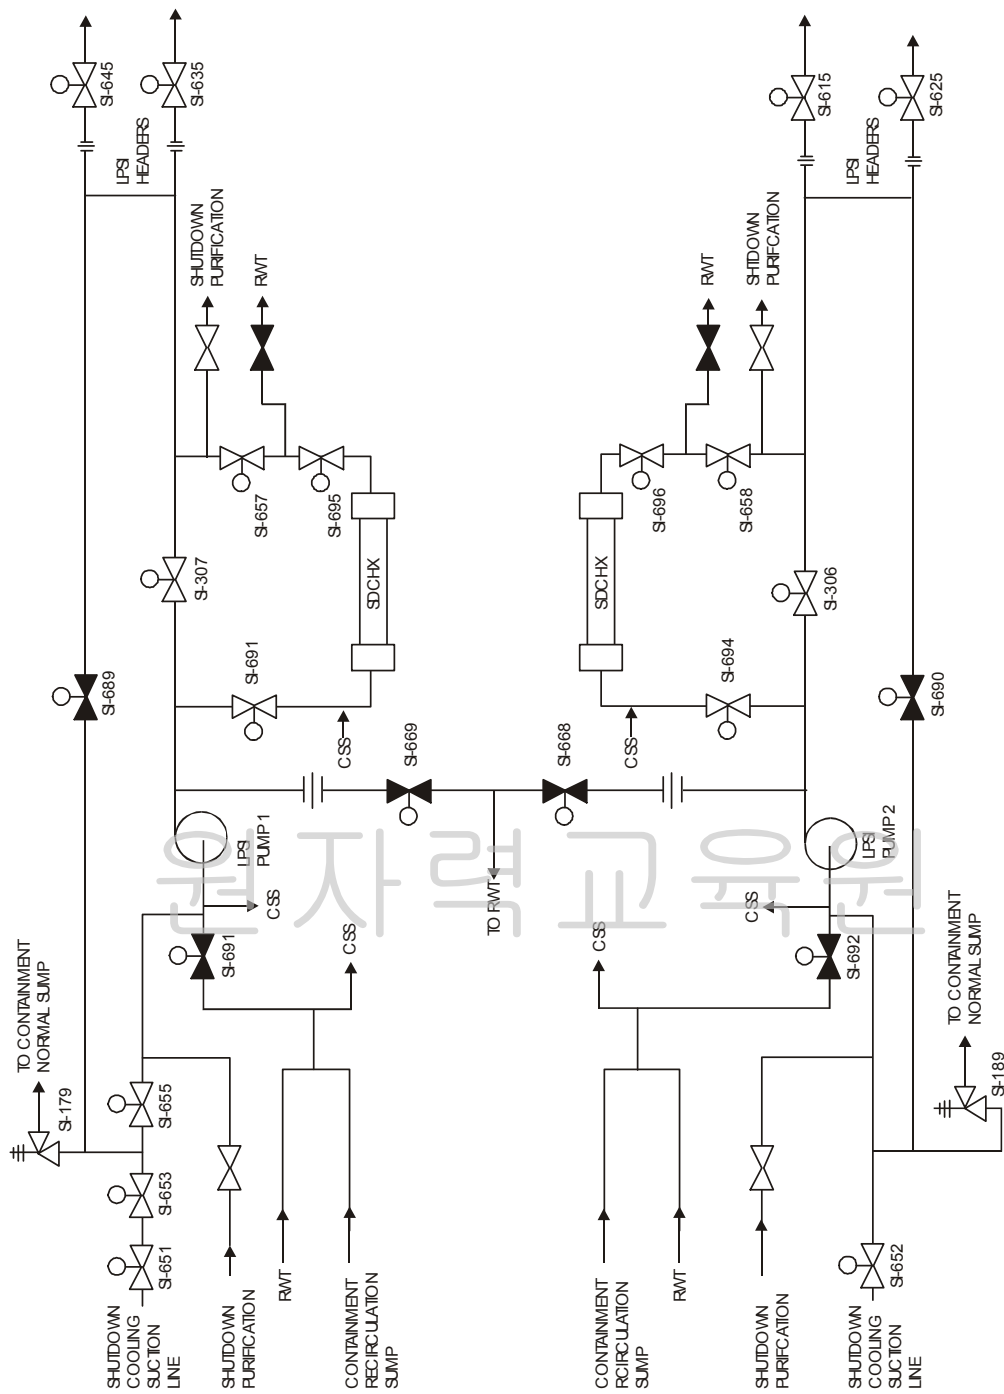 SI-645
SI-635
LPSI
HEADERS
SI-615
SI-625
LPSI
HEADERS
SHUTDOWN
PURIFICATION
RWT
RWT
SHTDOWN
PURIFCATION
SI-657
SI-695
SI-696
SI-658
SI-307
SDCHX
SDCHX
SI-306
SI-689
SI-691
CSS
SI-669
SI-668
CSS
SI-694
SI-690
LPSI
PUMP 1
LPSI
PUMP 2
원자력교육원
CSS
TO RWT
CSS
SI-691
CSS
CSS
SI-692
TO CONTAINMENT
NORMAL SUMP
SI-179
SI-655
SI-653
SI-651
TO CONTAINMENT
NORMAL SUMP
SI-189
SI-652
SHUTDOWN
COOLING
SUCTION
LINE
SHUTDOWN
PURIFICATION
RWT
CONTAINMENT
RECIRCULATION
SUMP
CONTAINMENT
RCIRCULATION
SUMP
RWT
SHUTDOWN
PURIFICATION
SHUTDOWN
COOLING
SUCTION
LINE